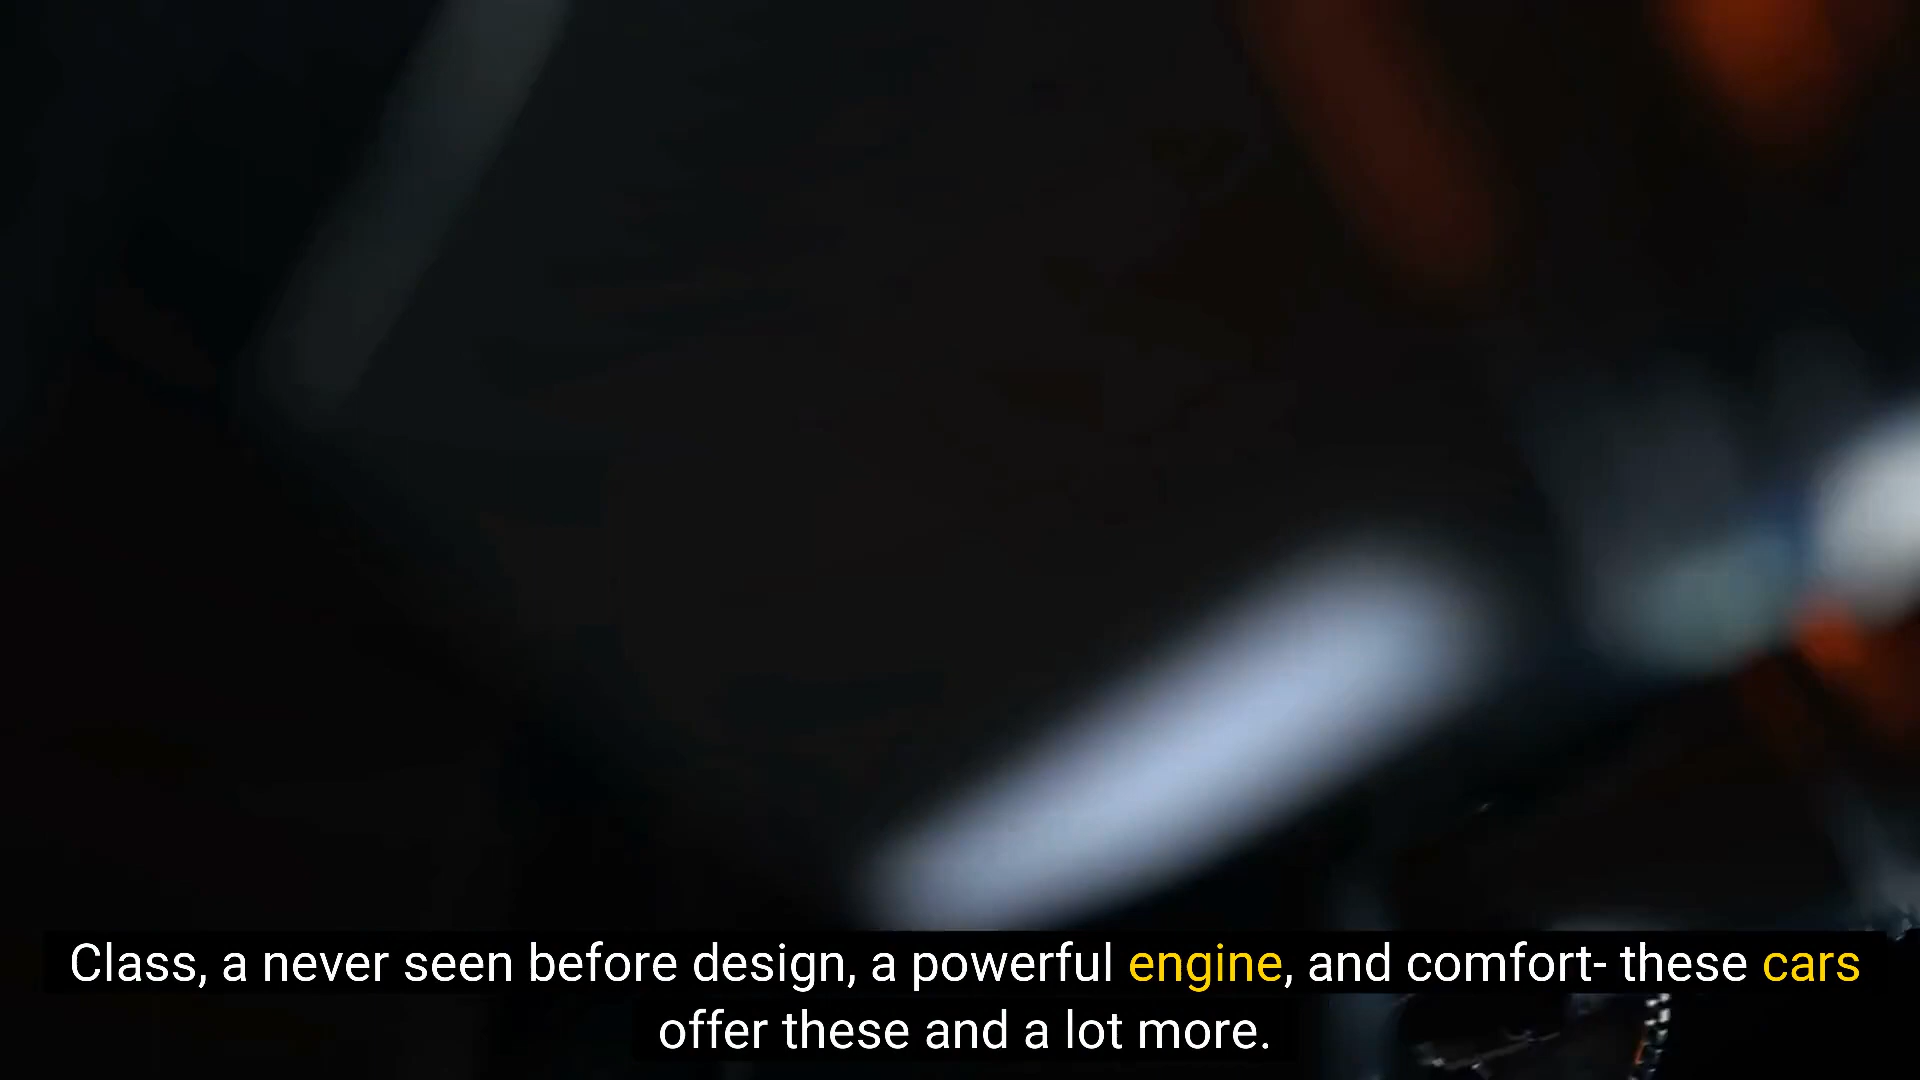 Class, a never seen before design, a powerful engine, and comfort- these cars
offer these and a lot more.